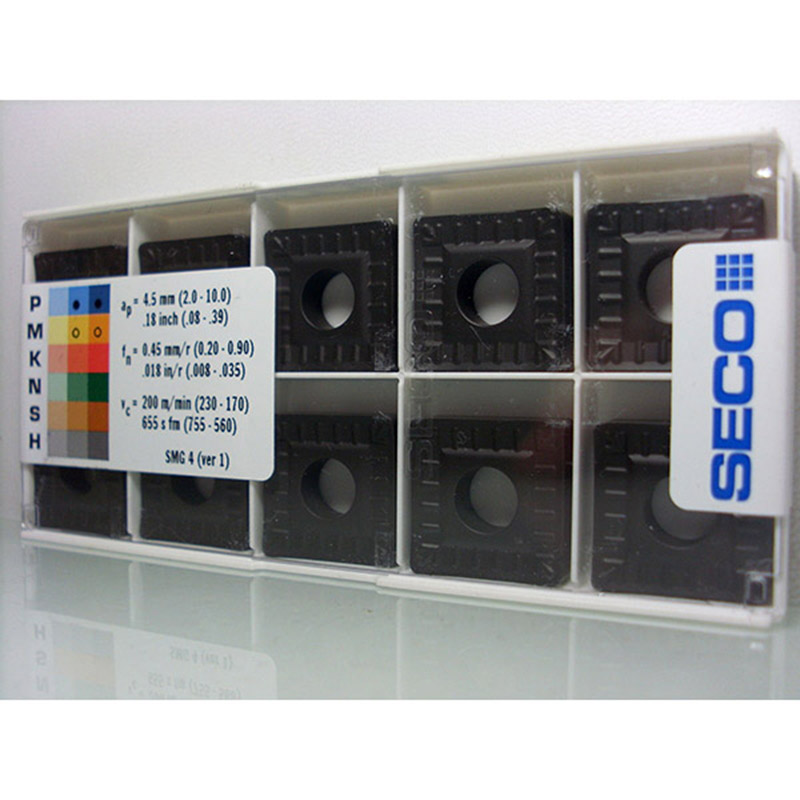 P
M
K
N
S
H
ap = 4.5 mm (2.0 - 10.0)
.18 inch (.08 - .39)
fn = 0.45 mm/r (0.20 - 0.90)
.018 in/r (.008 - .035)
vc = 200 m/min (230 - 170)
655 s fm (755 - 560)
SMG 4 (ver 1)
SECO